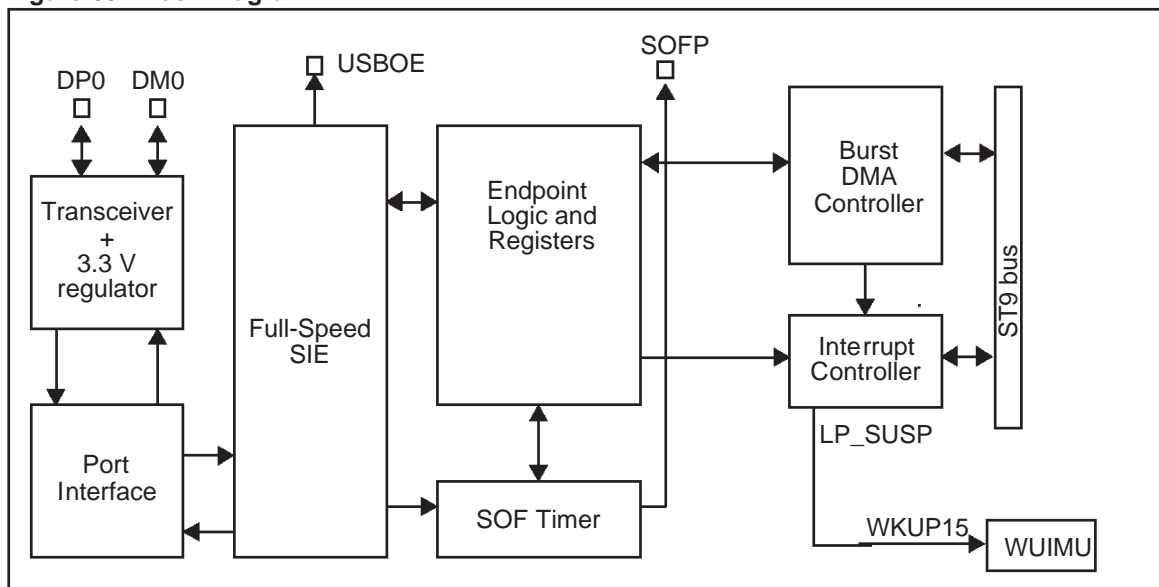 DP0
DM0
USBOE
SOFP
Transceiver
+
3.3 V
regulator
Port
Interface
Full-Speed
SIE
Endpoint
Logic and
Registers
SOF Timer
Burst
DMA
Controller
Interrupt
Controller
ST9 bus
LP_SUSP
WKUP15
WUIMU